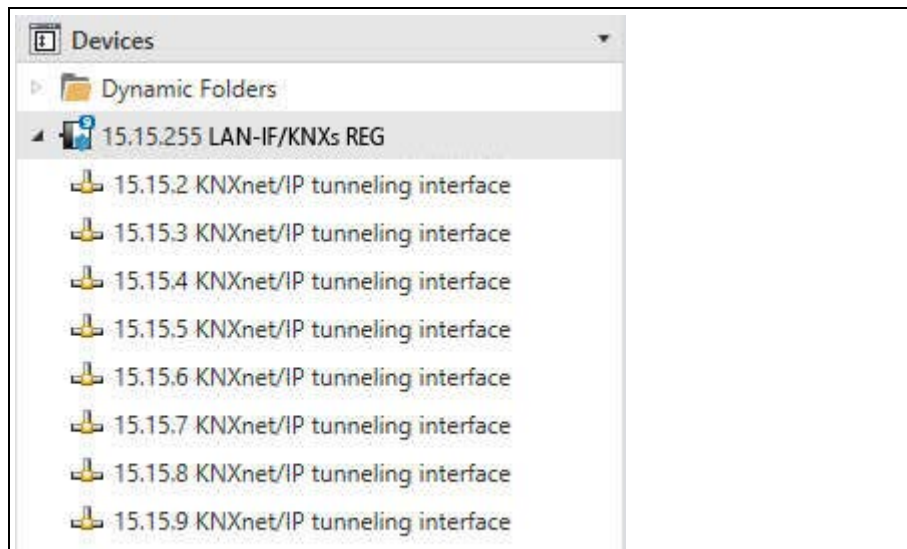 Devices
Dynamic Folders
15.15.255 LAN-IF/KNXs REG
15.15.2 KNXnet/IP tunneling interface
15.15.3 KNXnet/IP tunneling interface
15.15.4 KNXnet/IP tunneling interface
15.15.5 KNXnet/IP tunneling interface
15.15.6 KNXnet/IP tunneling interface
15.15.7 KNXnet/IP tunneling interface
15.15.8 KNXnet/IP tunneling interface
15.15.9 KNXnet/IP tunneling interface